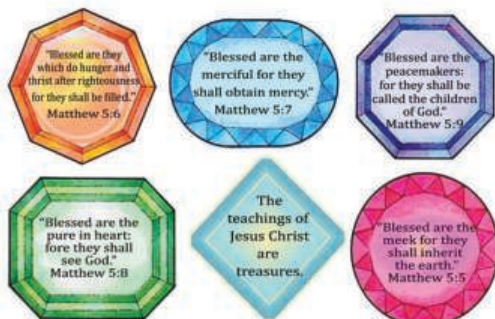 "Blessed are they
which do hunger and
thrist after righteousness
for they shall be filled."
Matthew 5:6
"Blessed are the
merciful for they
shall obtain mercy."
Matthew 5:7
"Blessed are the
peacemakers:
for they shall be
called the children
of God."
Matthew 5:9
"Blessed are the
pure in heart:
fore they shall
see God."
Matthew 5:8
The
teachings of
Jesus Christ
are
treasures.
"Blessed are the
meek for they
shall inherit
the earth."
Matthew 5:5